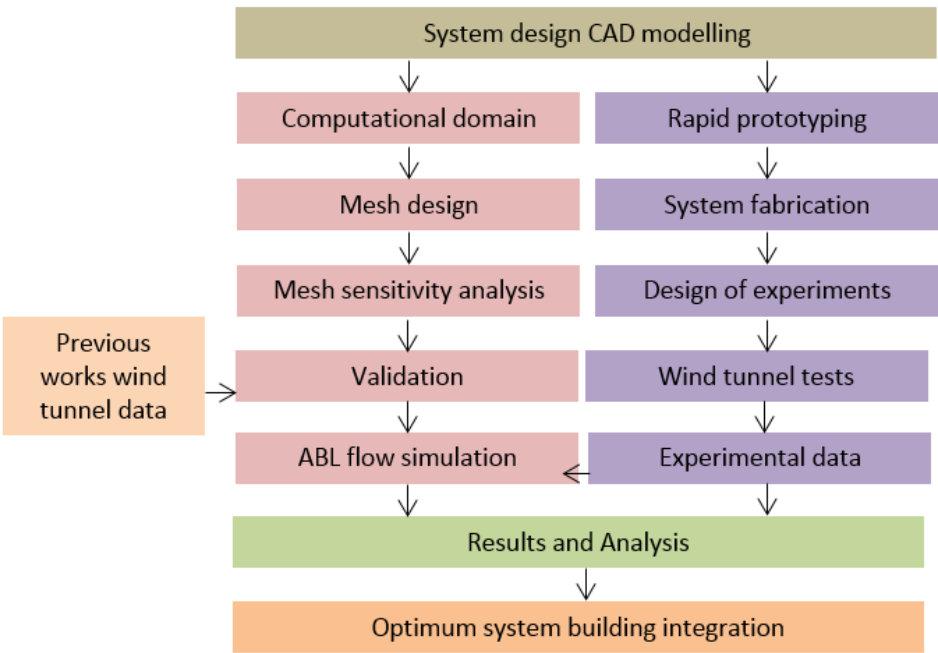 System design CAD modelling
Computational domain
Rapid prototyping
Mesh design
System fabrication
Mesh sensitivity analysis
Design of experiments
Previous
works wind
tunnel data
Validation
Wind tunnel tests
ABL flow simulation
Experimental data
Results and Analysis
Optimum system building integration